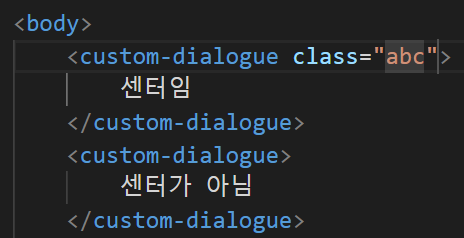 <body>
<custom-dialogue class="abc">
센터임
</custom-dialogue>
<custom-dialogue>
센터가 아님
</custom-dialogue>